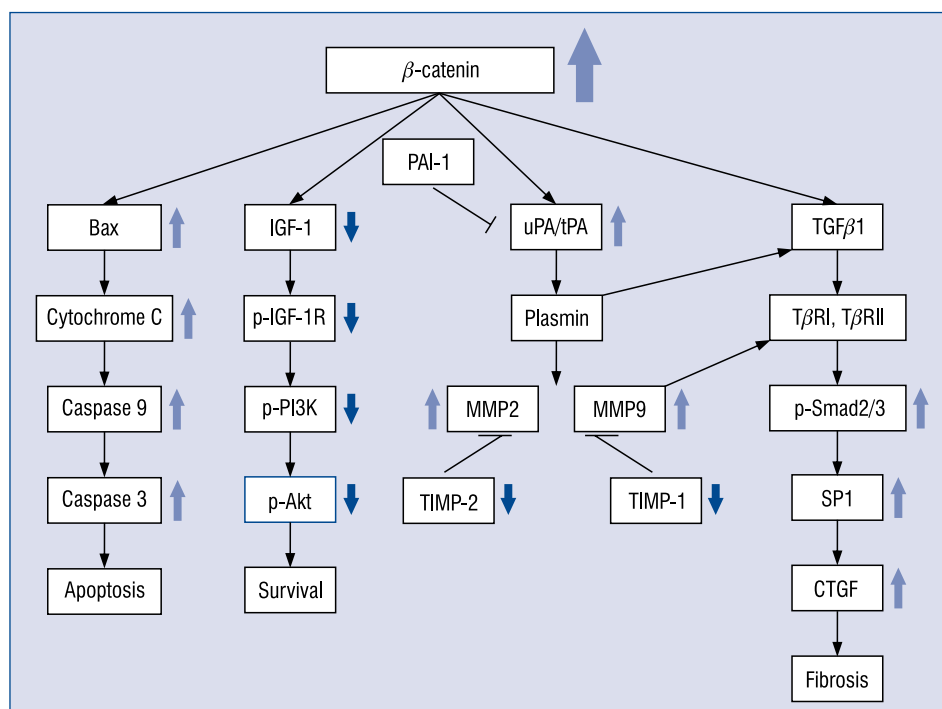 β-catenin
PAI-1
Bax
IGF-1
uPA/tPA
TGFβ1
Cytochrome C
p-IGF-1R
Plasmin
TβRI, TβRII
Caspase 9
p-PI3K
MMP2
MMP9
p-Smad2/3
Caspase 3
p-Akt
TIMP-2
TIMP-1
SP1
Apoptosis
Survival
CTGF
Fibrosis